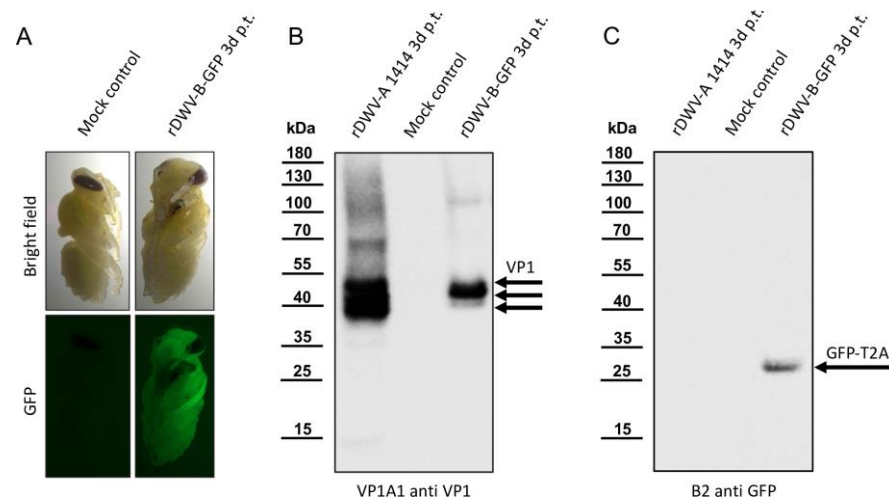 A
Mock control
rDWV-B-GFP 3d p.t.
Bright field
GFP
B
rDWV-A 1414 3d p.t.
Mock control
rDWV-B-GFP 3d p.t.
kDa
180
130
100
70
55
40
35
25
15
VP1
VP1A1 anti VP1
C
rDWV-A 1414 3d p.t.
Mock control
rDWV-B-GFP 3d p.t.
kDa
180
130
100
70
55
40
35
25
15
GFP-T2A
B2 anti GFP